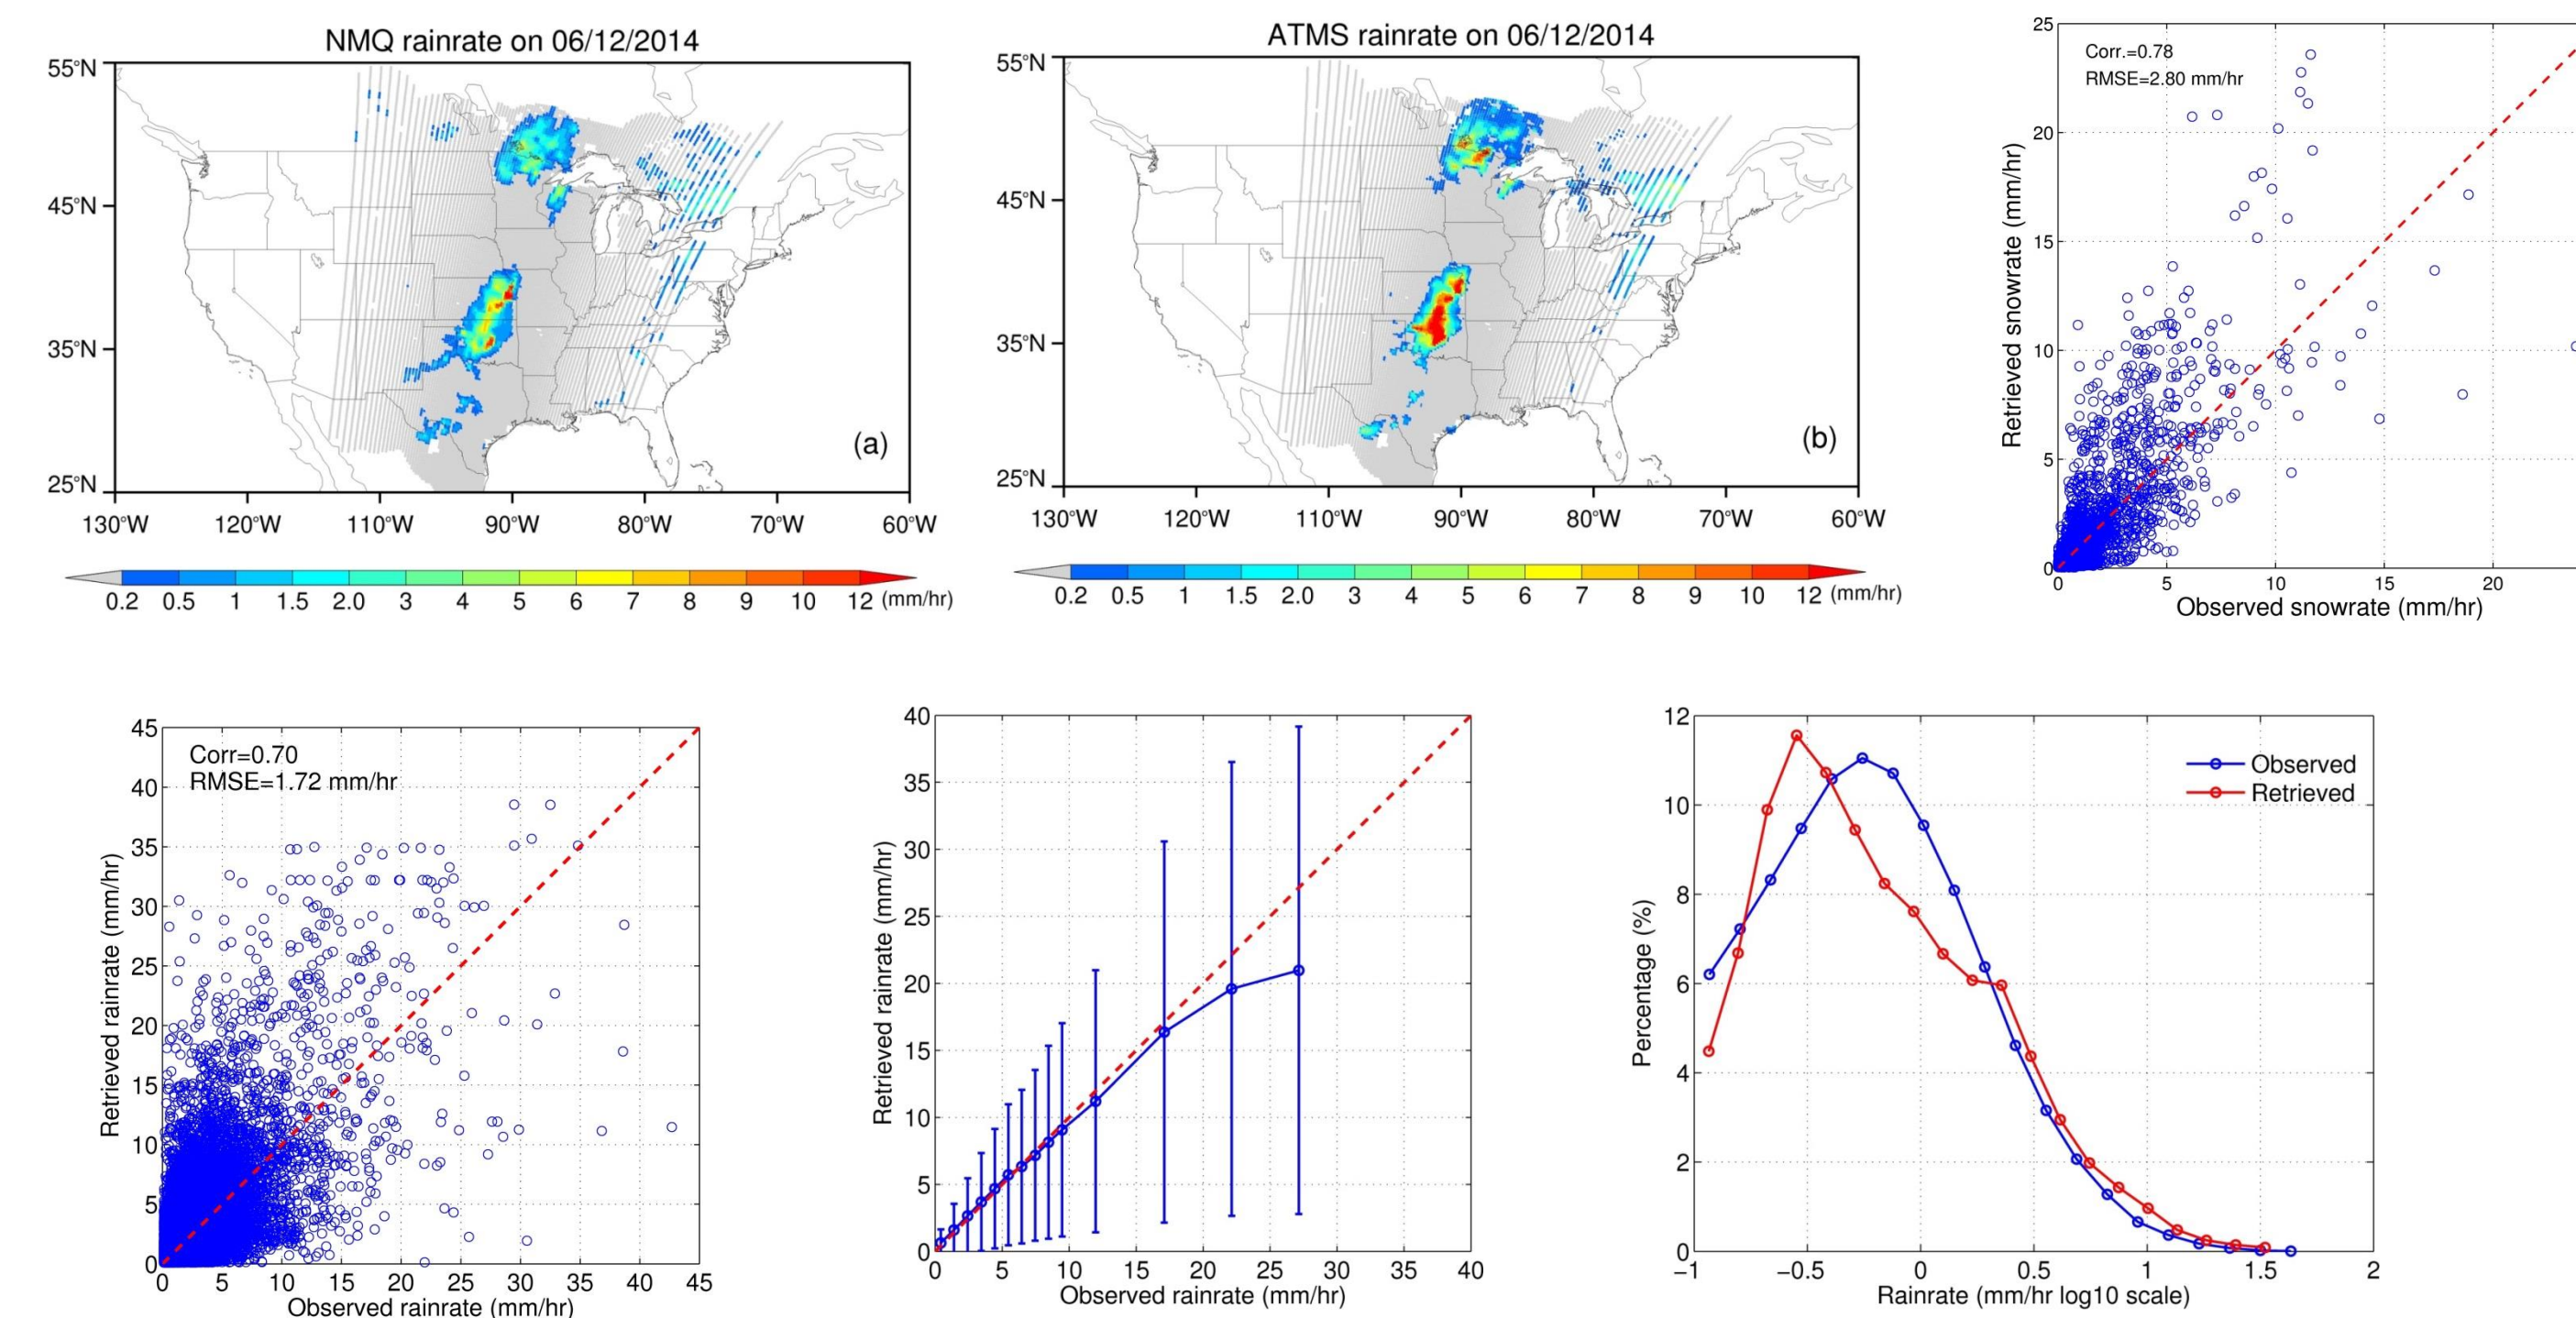 NMQ rainrate on 06/12/2014
55°N
45°N
35°N
25°N
(a)
130°W 120°W 110°W 90°W 80°W 70°W 60°W
0.2 0.5 1 1.5 2.0 3 4 5 6 7 8 9 10 12 (mm/hr)
ATMS rainrate on 06/12/2014
55°N
45°N
35°N
25°N
(b)
130°W 120°W 110°W 90°W 80°W 70°W 60°W
0.2 0.5 1 1.5 2.0 3 4 5 6 7 8 9 10 12 (mm/hr)
Corr.=0.78
RMSE=2.80 mm/hr
Retrieved snowrate (mm/hr)
25
20
15
10
5
0
0 5 10 15 20
Observed snowrate (mm/hr)
Corr=0.70
RMSE=1.72 mm/hr
Retrieved rainrate (mm/hr)
45
40
35
30
25
20
15
10
5
0
0 5 10 15 20 25 30 35 40 45
Observed rainrate (mm/hr)
Retrieved rainrate (mm/hr)
40
35
30
25
20
15
10
5
0
0 5 10 15 20 25 30 35 40
Observed rainrate (mm/hr)
Observed
Retrieved
Percentage (%)
12
10
8
6
4
2
0
−1 −0.5 0 0.5 1 1.5 2
Rainrate (mm/hr log10 scale)